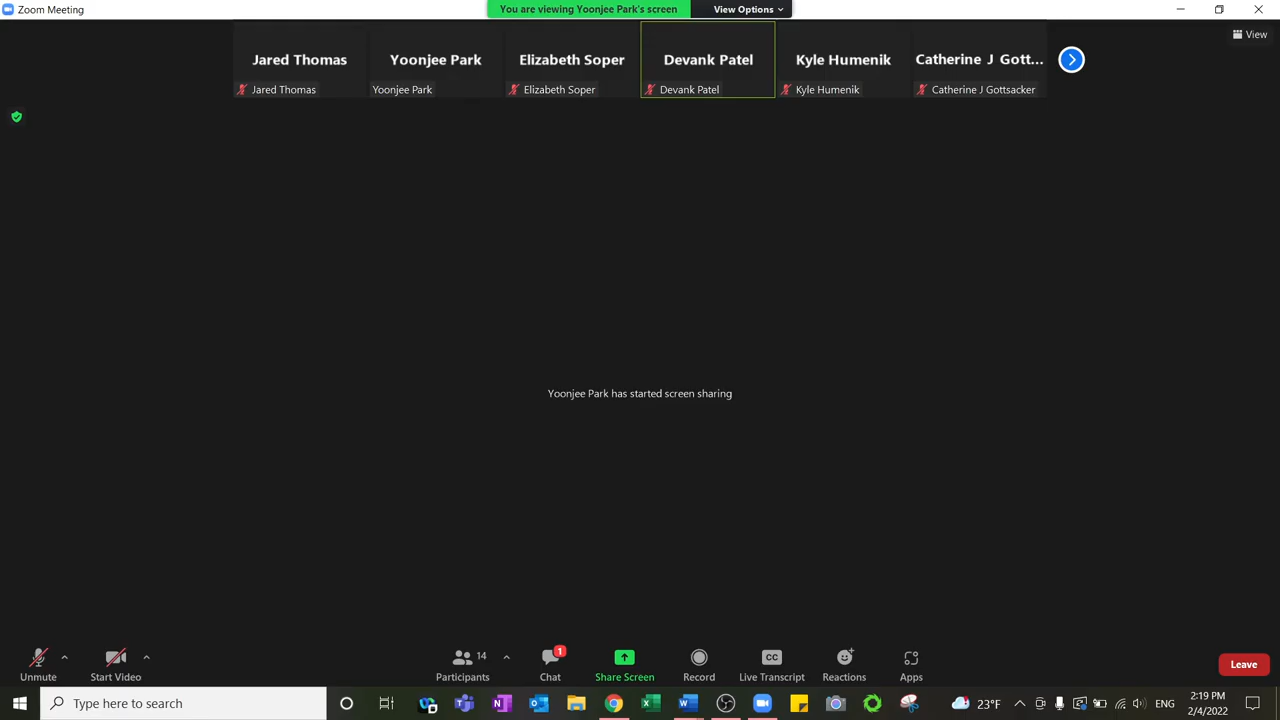 Zoom Meeting
You are viewing Yoonjee Park's screen
View Options
View
Jared Thomas
Yoonjee Park
Elizabeth Soper
Devank Patel
Kyle Humenik
Catherine J Gott...
Jared Thomas
Yoonjee Park
Elizabeth Soper
Devank Patel
Kyle Humenik
Catherine J Gottsacker
Yoonjee Park has started screen sharing
14
1
CC
Unmute
Start Video
Participants
Chat
Share Screen
Record
Live Transcript
Reactions
Apps
Leave
Type here to search
23°F
ENG
2:19 PM
2/4/2022